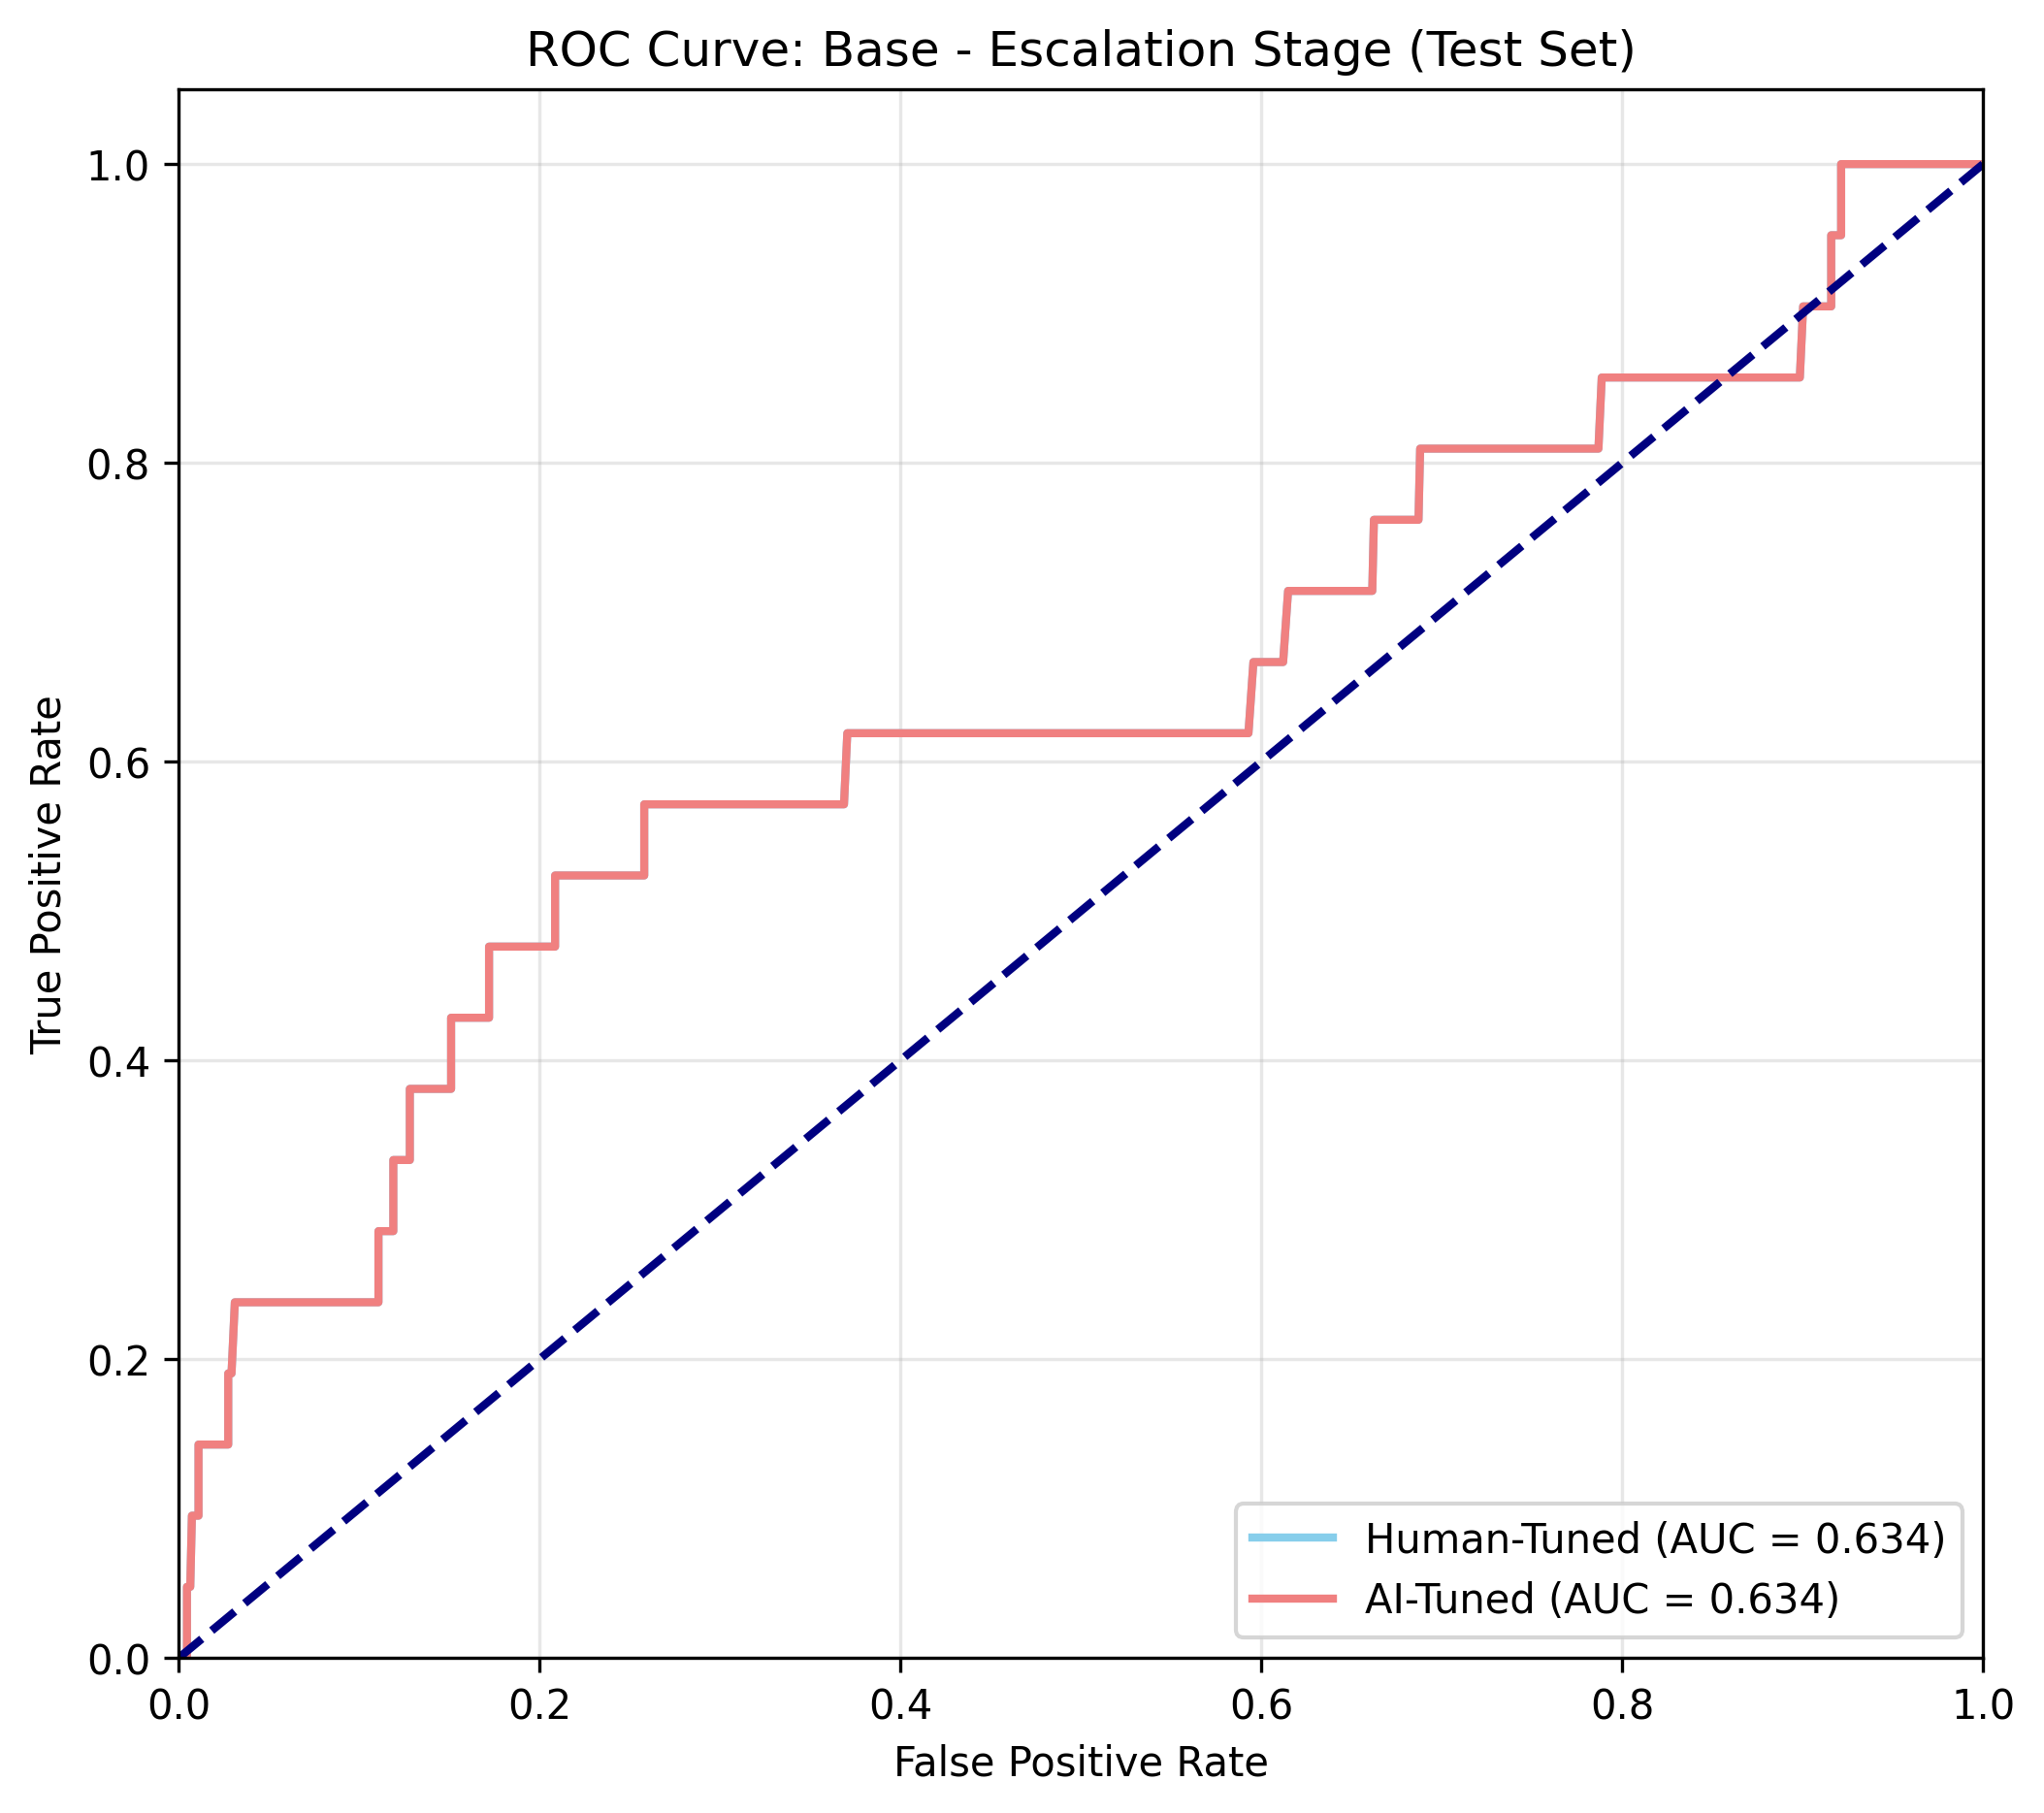 ROC Curve: Base - Escalation Stage (Test Set)
True Positive Rate
1.0
0.8
0.6
0.4
0.2
0.0
0.0 0.2 0.4 0.6 0.8 1.0
False Positive Rate
Human-Tuned (AUC = 0.634)
AI-Tuned (AUC = 0.634)